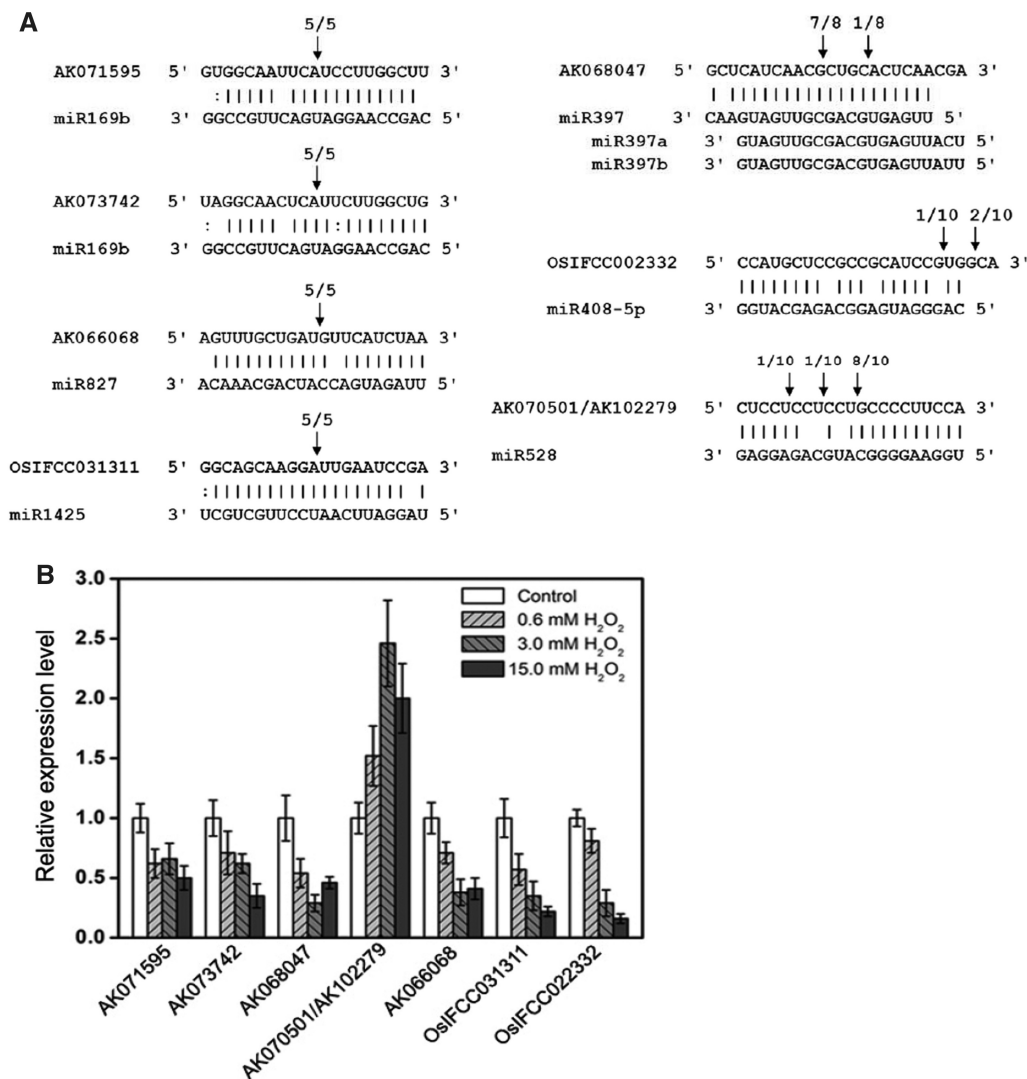 A
5/5
AK071595 5' GUGGCAAUUCAUCCUUGGCUU 3'
:||||| |||||||||||||
miR169b 3' GGCCGUUCAGUAGGAACCGAC 5'
5/5
AK073742 5' UAGGCAACUCAUUCUUGGCUG 3'
: ||||| ||||:||||||||
miR169b 3' GGCCGUUCAGUAGGAACCGAC 5'
5/5
AK066068 5' AGUUUGCUGAUGUUCAUCUAA 3'
||||||||||| ||||||||
miR827 3' ACAAACGACUACCAGUAGAUU 5'
5/5
OSIFCC031311 5' GGCAGCAAGGAUUGAAUCCGA 3'
:|||||||||||||||||| |
miR1425 3' UCGUCGUUCCUAACUUAGGAU 5'
7/8 1/8
AK068047 5' GCUCAUCAACGCUGCACUCAACGA 3'
| |||||||||||||||||||||
miR397 3' CAAGUAGUUGCGACGUGAGUU 5'
miR397a 3' GUAGUUGCGACGUGAGUUACU 5'
miR397b 3' GUAGUUGCGACGUGAGUUAUU 5'
1/10 2/10
OSIFCC002332 5' CCAUGCUCCGCCGCAUCCGUGGCA 3'
|||||||| ||| ||||| ||
miR408-5p 3' GGUACGAGACGGAGUAGGGAC 5'
1/10 1/10 8/10
AK070501/AK102279 5' CUCCUCCUCCUGCCCCUUCCA 3'
|||||| | |||||||||||
miR528 3' GAGGAGACGUACGGGGAAGGU 5'
B
Relative expression level
3.0
2.5
2.0
1.5
1.0
0.5
0.0
Control
0.6 mM H₂O₂
3.0 mM H₂O₂
15.0 mM H₂O₂
AK071595
AK073742
AK068047
AK070501/AK102279
AK066068
OsIFCC031311
OsIFCC022332